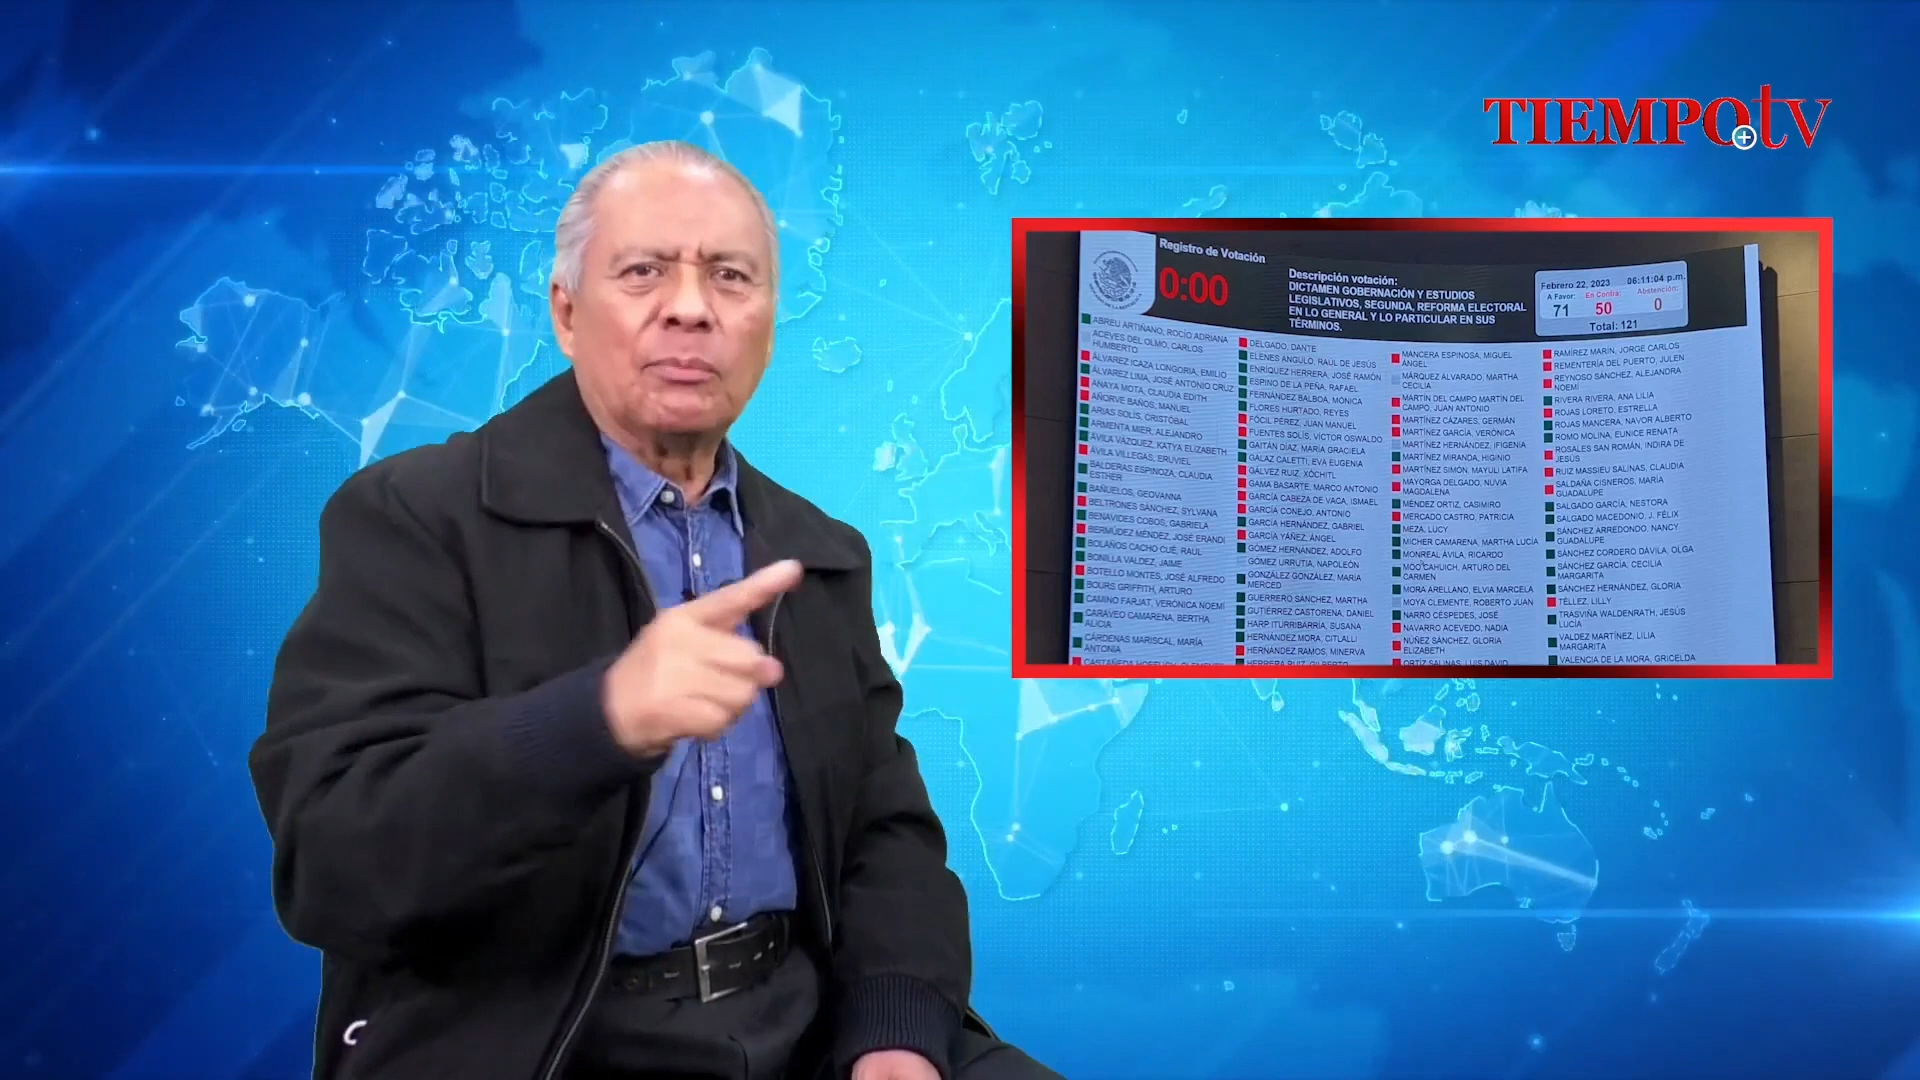 TIEMPO.tv
Registro de Votación
0:00
Descripción votación:
DICTAMEN GOBERNACIÓN Y ESTUDIOS
LEGISLATIVOS, SEGUNDA, REFORMA ELECTORAL
EN LO GENERAL Y LO PARTICULAR EN SUS
TÉRMINOS.
Febrero 22, 2023 06:11:04 p.m.
A Favor: En Contra: Abstención:
71 50 0
Total: 121
ABREU ARTIÑANO, ROCÍO ADRIANA
ACEVES DEL OLMO, CARLOS
HUMBERTO
ÁLVAREZ ICAZA LONGORIA, EMILIO
ÁLVAREZ LIMA, JOSÉ ANTONIO CRUZ
ANAYA MOTA, CLAUDIA EDITH
AÑORVE BAÑOS, MANUEL
ARIAS SOLÍS, CRISTÓBAL
ARMENTA MIER, ALEJANDRO
ÁVILA VÁZQUEZ, KATYA ELIZABETH
ÁVILA VILLEGAS, ERUVIEL
BALDERAS ESPINOZA, CLAUDIA
ESTHER
BAÑUELOS, GEOVANNA
BELTRONES SÁNCHEZ, SYLVANA
BENAVIDES COBOS, GABRIELA
BERMÚDEZ MÉNDEZ, JOSÉ ERANDI
BOLAÑOS CACHO CUÉ, RAÚL
BONILLA VALDEZ, JAIME
BOTELLO MONTES, JOSÉ ALFREDO
BOURS GRIFFITH, ARTURO
CAMINO FARJAT, VERÓNICA NOEMÍ
CARAVEO CAMARENA, BERTHA
ALICIA
CÁRDENAS MARISCAL, MARÍA
ANTONIA
DELGADO, DANTE
ELENES ANGULO, RAÚL DE JESÚS
ENRÍQUEZ HERRERA, JOSÉ RAMÓN
ESPINO DE LA PEÑA, RAFAEL
FERNÁNDEZ BALBOA, MÓNICA
FLORES HURTADO, REYES
FÓCIL PÉREZ, JUAN MANUEL
FUENTES SOLÍS, VÍCTOR OSWALDO
GAITÁN DÍAZ, MARÍA GRACIELA
GALAZ CALETTI, EVA EUGENIA
GÁLVEZ RUIZ, XÓCHITL
GAMA BASARTE, MARCO ANTONIO
GARCÍA CABEZA DE VACA, ISMAEL
GARCÍA CONEJO, ANTONIO
GARCÍA HERNÁNDEZ, GABRIEL
GARCÍA YÁÑEZ, ÁNGEL
GÓMEZ HERNÁNDEZ, ADOLFO
GÓMEZ URRUTIA, NAPOLEÓN
GONZÁLEZ GONZÁLEZ, MARÍA
MERCED
GUERRERO SÁNCHEZ, MARTHA
GUTIÉRREZ CASTORENA, DANIEL
HARP ITURRIBARRÍA, SUSANA
HERNÁNDEZ MORA, CITLALLI
HERNÁNDEZ RAMOS, MINERVA
HERRERA RUIZ, GILBERTO
MANCERA ESPINOSA, MIGUEL
ÁNGEL
MÁRQUEZ ALVARADO, MARTHA
CECILIA
MARTÍN DEL CAMPO MARTÍN DEL
CAMPO, JUAN ANTONIO
MARTÍNEZ CÁZARES, GERMÁN
MARTÍNEZ GARCÍA, VERÓNICA
MARTÍNEZ HERNÁNDEZ, IFIGENIA
MARTÍNEZ MIRANDA, HIGINIO
MARTÍNEZ SIMÓN, MAYULI LATIFA
MAYORGA DELGADO, NUVIA
MAGDALENA
MÉNDEZ ORTIZ, CASIMIRO
MERCADO CASTRO, PATRICIA
MEZA, LUCY
MICHER CAMARENA, MARTHA LUCÍA
MONREAL ÁVILA, RICARDO
MOO CAHUICH, ARTURO DEL
CARMEN
MORA ARELLANO, ELVIA MARCELA
MOYA CLEMENTE, ROBERTO JUAN
NARRO CÉSPEDES, JOSÉ
NAVARRO ACEVEDO, NADIA
NÚÑEZ SÁNCHEZ, GLORIA
ELIZABETH
ORTIZ SALINAS, LUIS DAVID
RAMÍREZ MARÍN, JORGE CARLOS
REMENTERÍA DEL PUERTO, JULEN
REYNOSO SÁNCHEZ, ALEJANDRA
NOEMÍ
RIVERA RIVERA, ANA LILIA
ROJAS LORETO, ESTRELLA
ROJAS MANCERA, NAVOR ALBERTO
ROMO MOLINA, EUNICE RENATA
ROSALES SAN ROMÁN, INDIRA DE
JESÚS
RUIZ MASSIEU SALINAS, CLAUDIA
SALDAÑA CISNEROS, MARÍA
GUADALUPE
SALGADO GARCÍA, NESTORA
SALGADO MACEDONIO, J. FÉLIX
SÁNCHEZ ARREDONDO, NANCY
GUADALUPE
SÁNCHEZ CORDERO DÁVILA, OLGA
SÁNCHEZ GARCÍA, CECILIA
MARGARITA
SÁNCHEZ HERNÁNDEZ, GLORIA
TÉLLEZ, LILLY
TRASVIÑA WALDENRATH, JESÚS
LUCÍA
VALDEZ MARTÍNEZ, LILIA
MARGARITA
VALENCIA DE LA MORA, GRICELDA